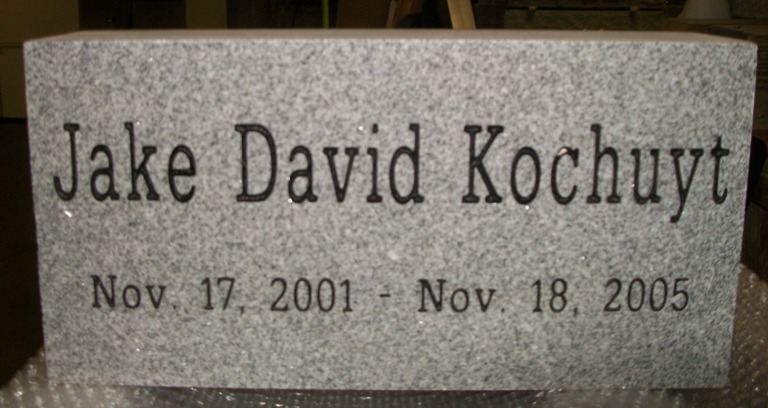 Jake David Kochuyt
Nov. 17, 2001 - Nov. 18, 2005